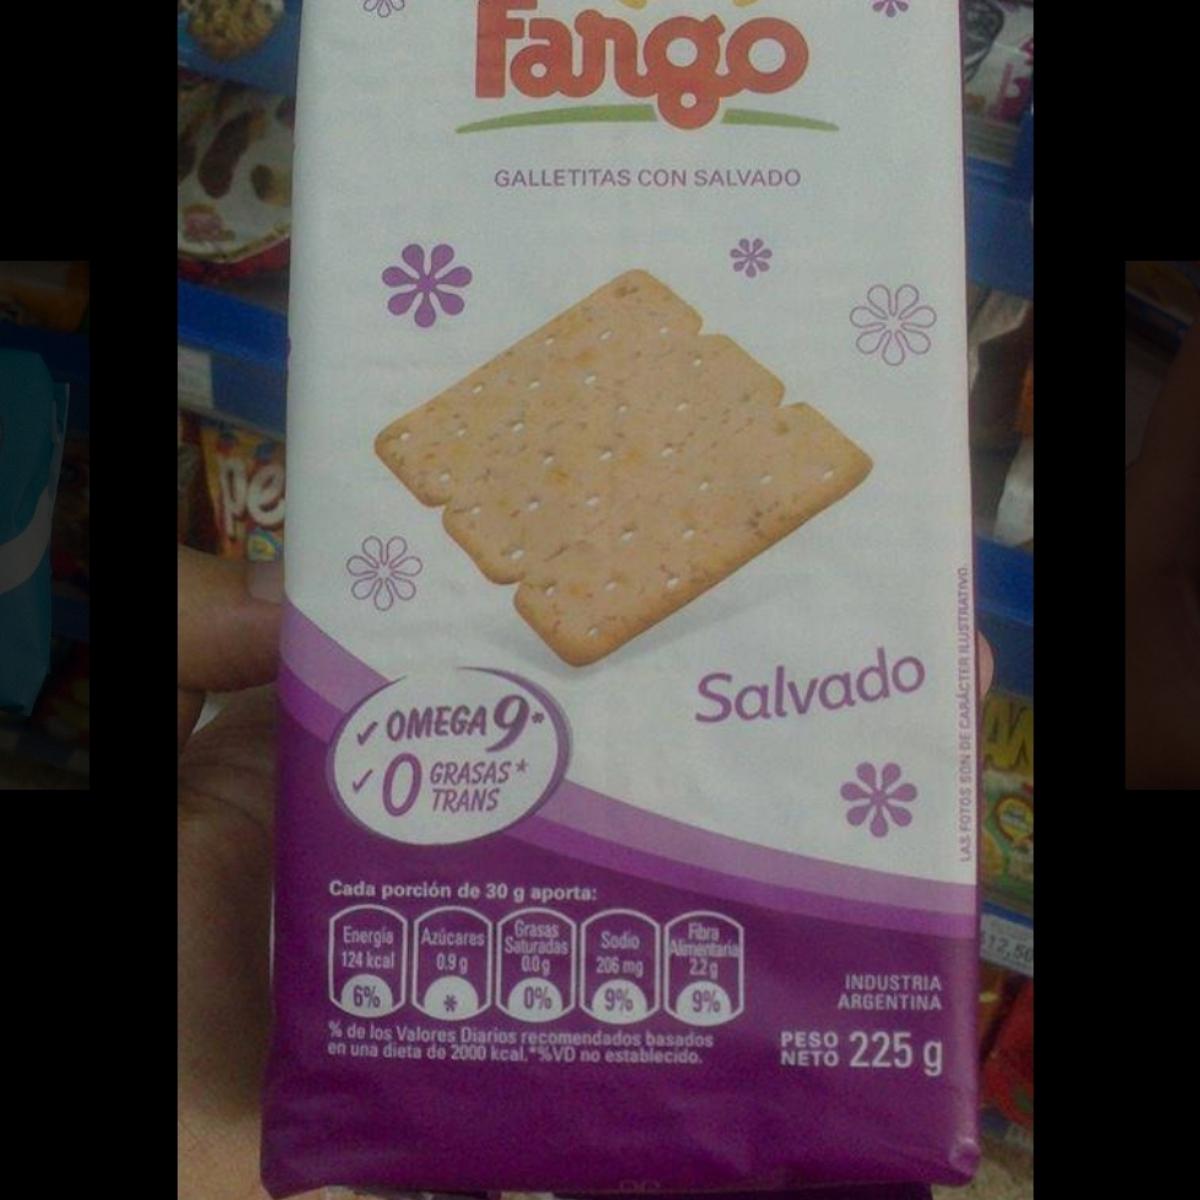 Fargo
GALLETITAS CON SALVADO
Salvado
✓ OMEGA 9*
✓ 0 GRASAS*
TRANS
LAS FOTOS SON DE CARÁCTER ILUSTRATIVO.
Cada porción de 30 g aporta:
Energía
124 kcal
6%
Azúcares
0.9 g
*
Grasas
Saturadas
0.0 g
0%
Sodio
206 mg
9%
Fibra
Alimentaria
2.2 g
9%
% de los Valores Diarios recomendados basados
en una dieta de 2000 kcal.*%VD no establecido.
INDUSTRIA
ARGENTINA
PESO
NETO 225 g